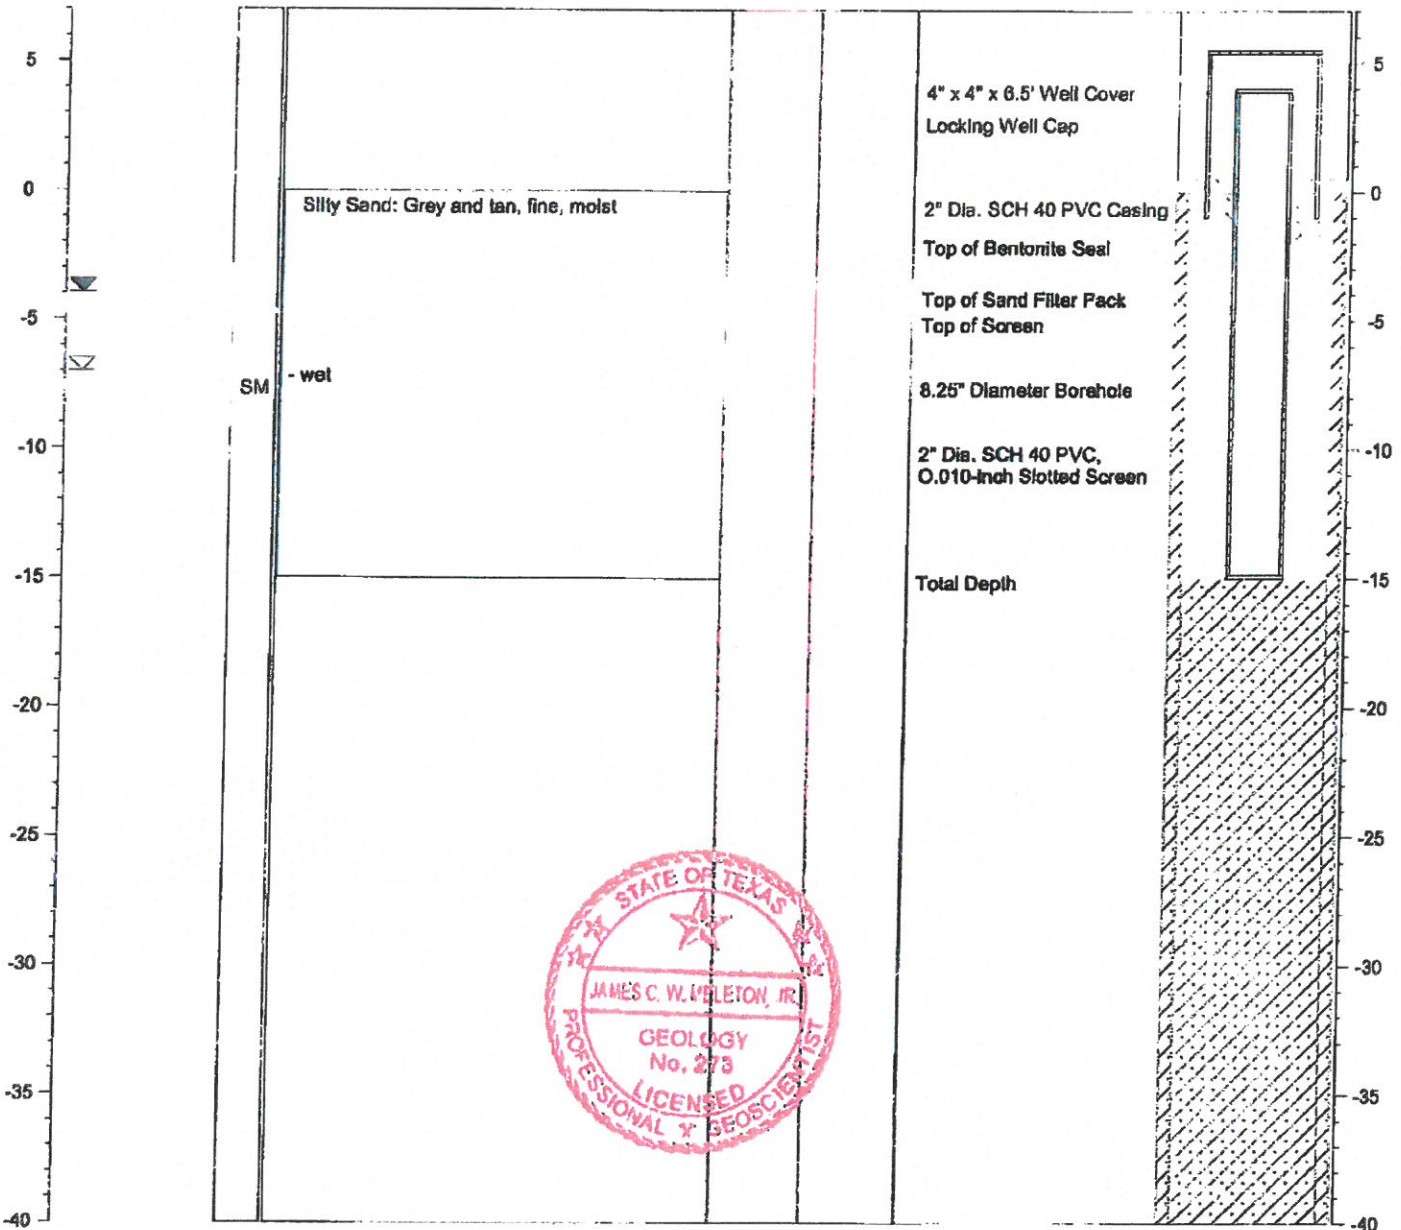 5
5
4" x 4" x 6.5' Well Cover
Locking Well Cap
0
0
Silty Sand: Grey and tan, fine, moist
2" Dia. SCH 40 PVC Casing
Top of Bentonite Seal
Top of Sand Filter Pack
-5
-5
Top of Screen
SM
- wet
8.25" Diameter Borehole
-10
-10
2" Dia. SCH 40 PVC,
0.010-Inch Slotted Screen
-15
-15
Total Depth
-20
-20
-25
-25
STATE OF TEXAS
-30
-30
JAMES C. JR.
GEOLOGY
No. 273
LICENSED
PROFESSIONAL GEOSCIENTIST
-35
-35
-40
-40